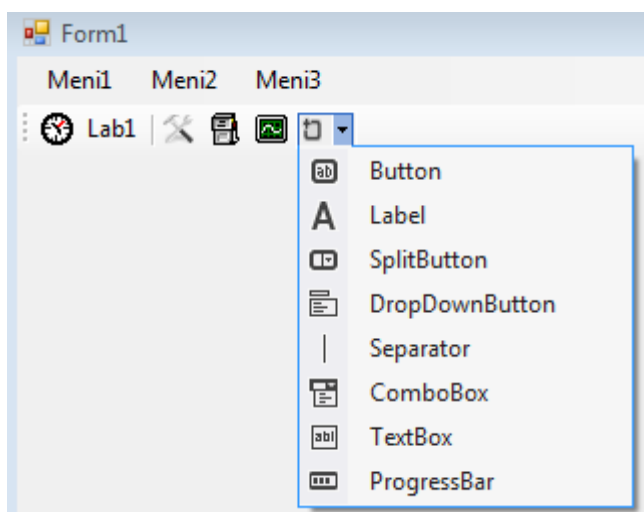 Form1
Meni1 Meni2 Meni3
Lab1
Button
A Label
SplitButton
DropDownButton
Separator
ComboBox
TextBox
ProgressBar